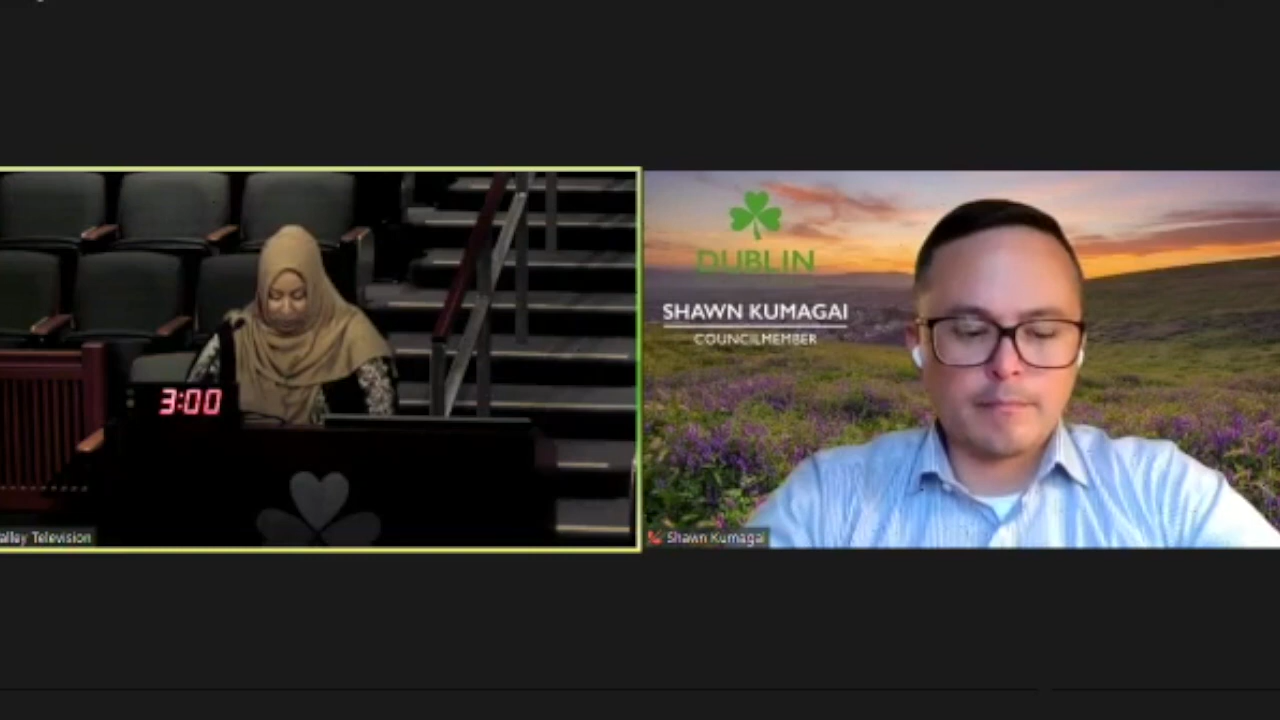 3:00
alley Television
DUBLIN
SHAWN KUMAGAI
COUNCILMEMBER
Shawn Kumagai